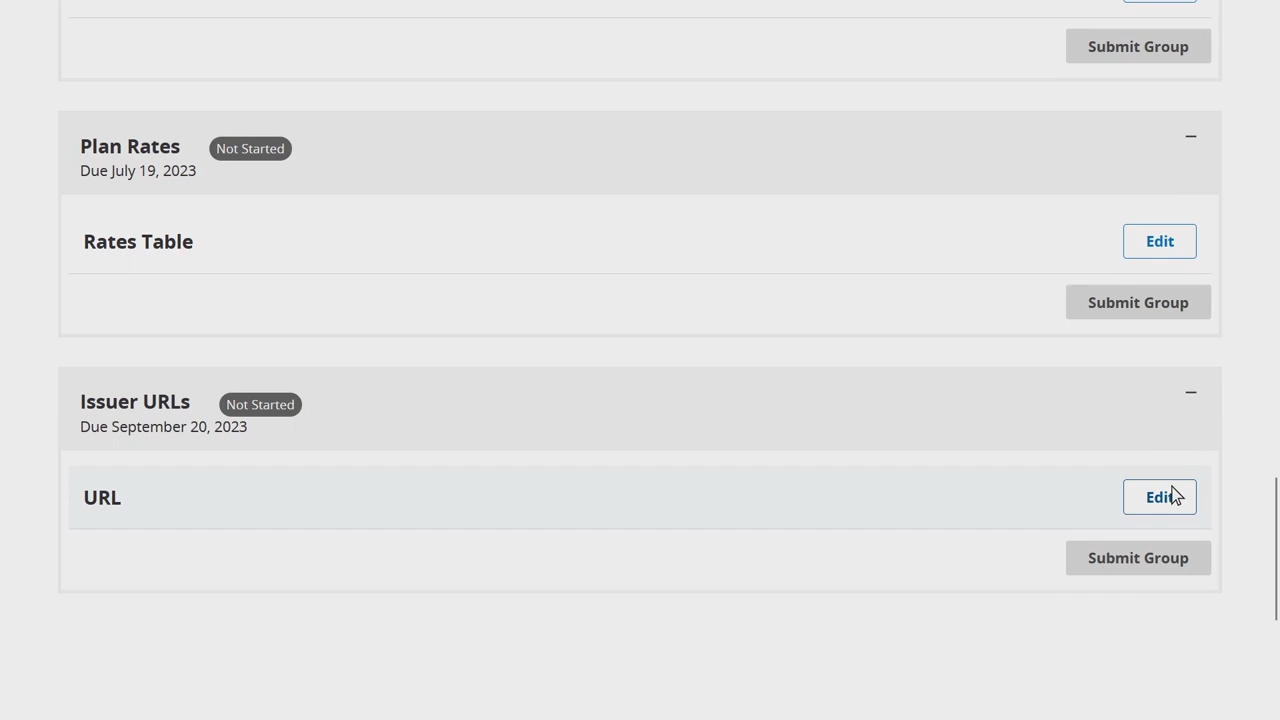 Submit Group
Plan Rates Not Started
Due July 19, 2023
Rates Table Edit
Submit Group
Issuer URLs Not Started
Due September 20, 2023
URL Edit
Submit Group